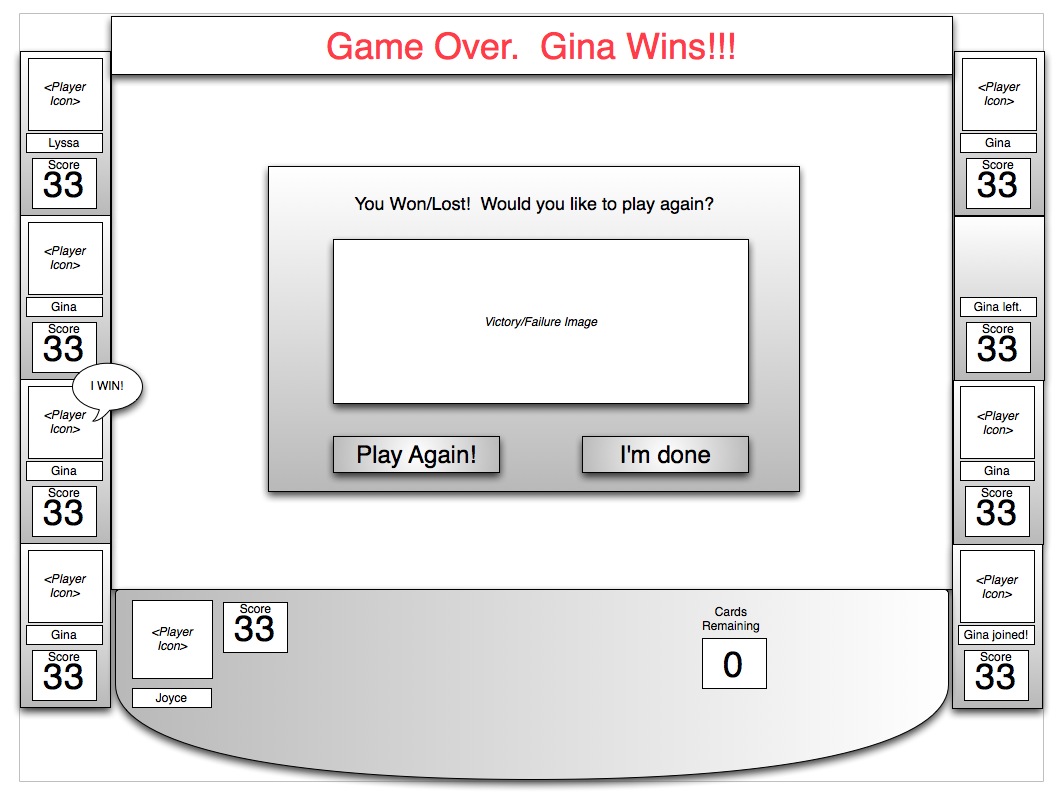 Game Over.  Gina Wins!!!
<Player
Icon>
Lyssa
Score
33
<Player
Icon>
Gina
Score
33
I WIN!
<Player
Icon>
Gina
Score
33
<Player
Icon>
Gina
Score
33
You Won/Lost!  Would you like to play again?
Victory/Failure Image
Play Again!
I'm done
<Player
Icon>
Joyce
Score
33
Cards
Remaining
0
<Player
Icon>
Gina
Score
33
Gina left.
Score
33
<Player
Icon>
Gina
Score
33
<Player
Icon>
Gina joined!
Score
33